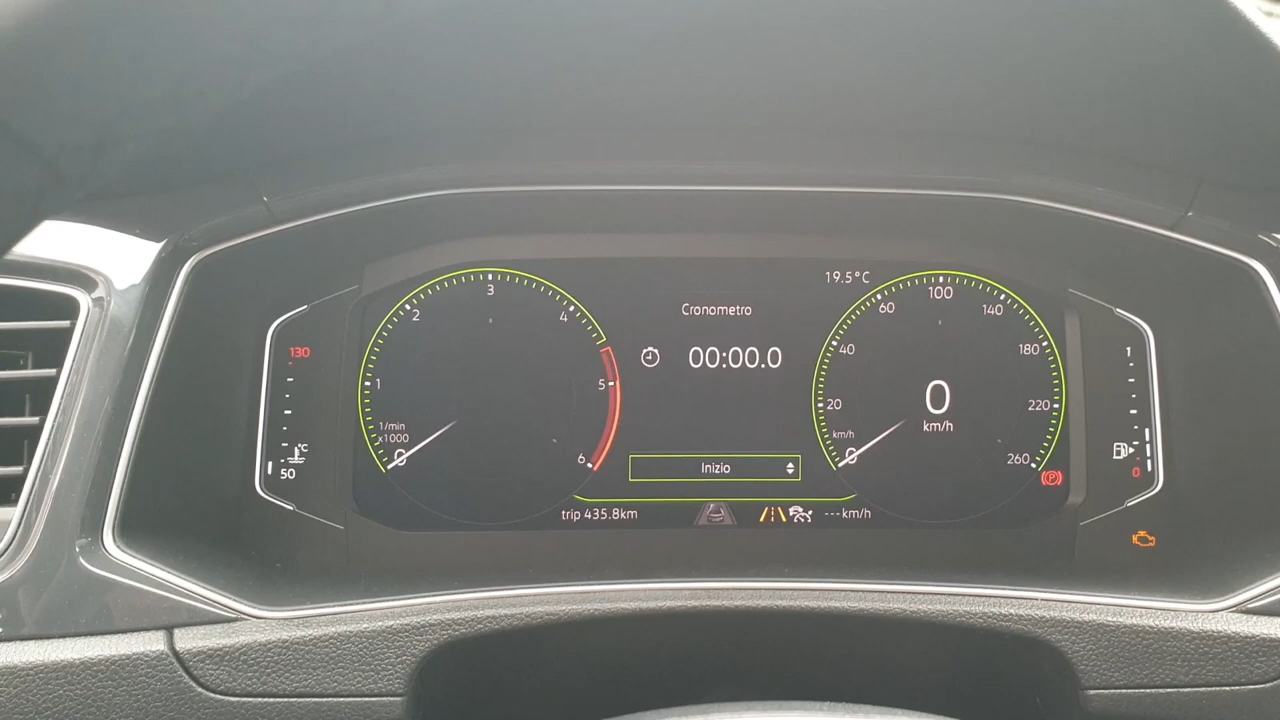 130
°C
50
1/min
x1000
0
1
2
3
4
5
6
Cronometro
00:00.0
Inizio
trip 435.8km
--- km/h
19.5°C
km/h
0
20
40
60
100
140
180
220
260
0
km/h
(P)
1
0